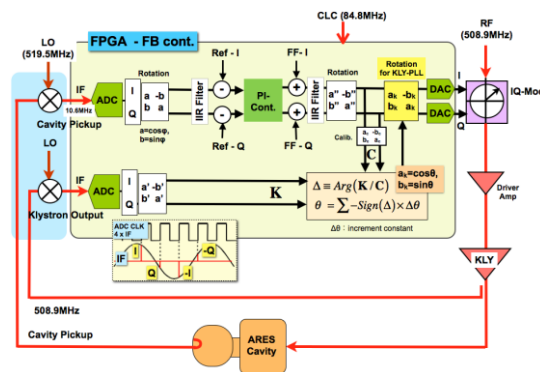 LO
(519.5MHz)
FPGA - FB cont.
CLC (84.8MHz)
RF
(508.9MHz)
IF
10.6MHz
Cavity Pickup
ADC
I
Q
Rotation
a -b
b a
a=cosφ,
b=sinφ
IIR Filter
Ref - I
Ref - Q
PI-
Cont.
FF- I
FF - Q
IIR Filter
Rotation
a" -b"
b" a"
Rotation
for KLY-PLL
aₖ -bₖ
bₖ aₖ
DAC
DAC
I
Q
IQ-Mod
Calib.
C
LO
IF
Klystron Output
ADC
I
Q
a' -b'
b' a'
K
Δ ≡ Arg(K/C)
θ = ∑ -Sign(Δ)×Δθ
aₖ=cosθ,
bₖ=sinθ
Δθ : increment constant
Driver
Amp
ADC CLK
4 x IF
IF
I
Q
-I
-Q
KLY
508.9MHz
Cavity Pickup
ARES
Cavity